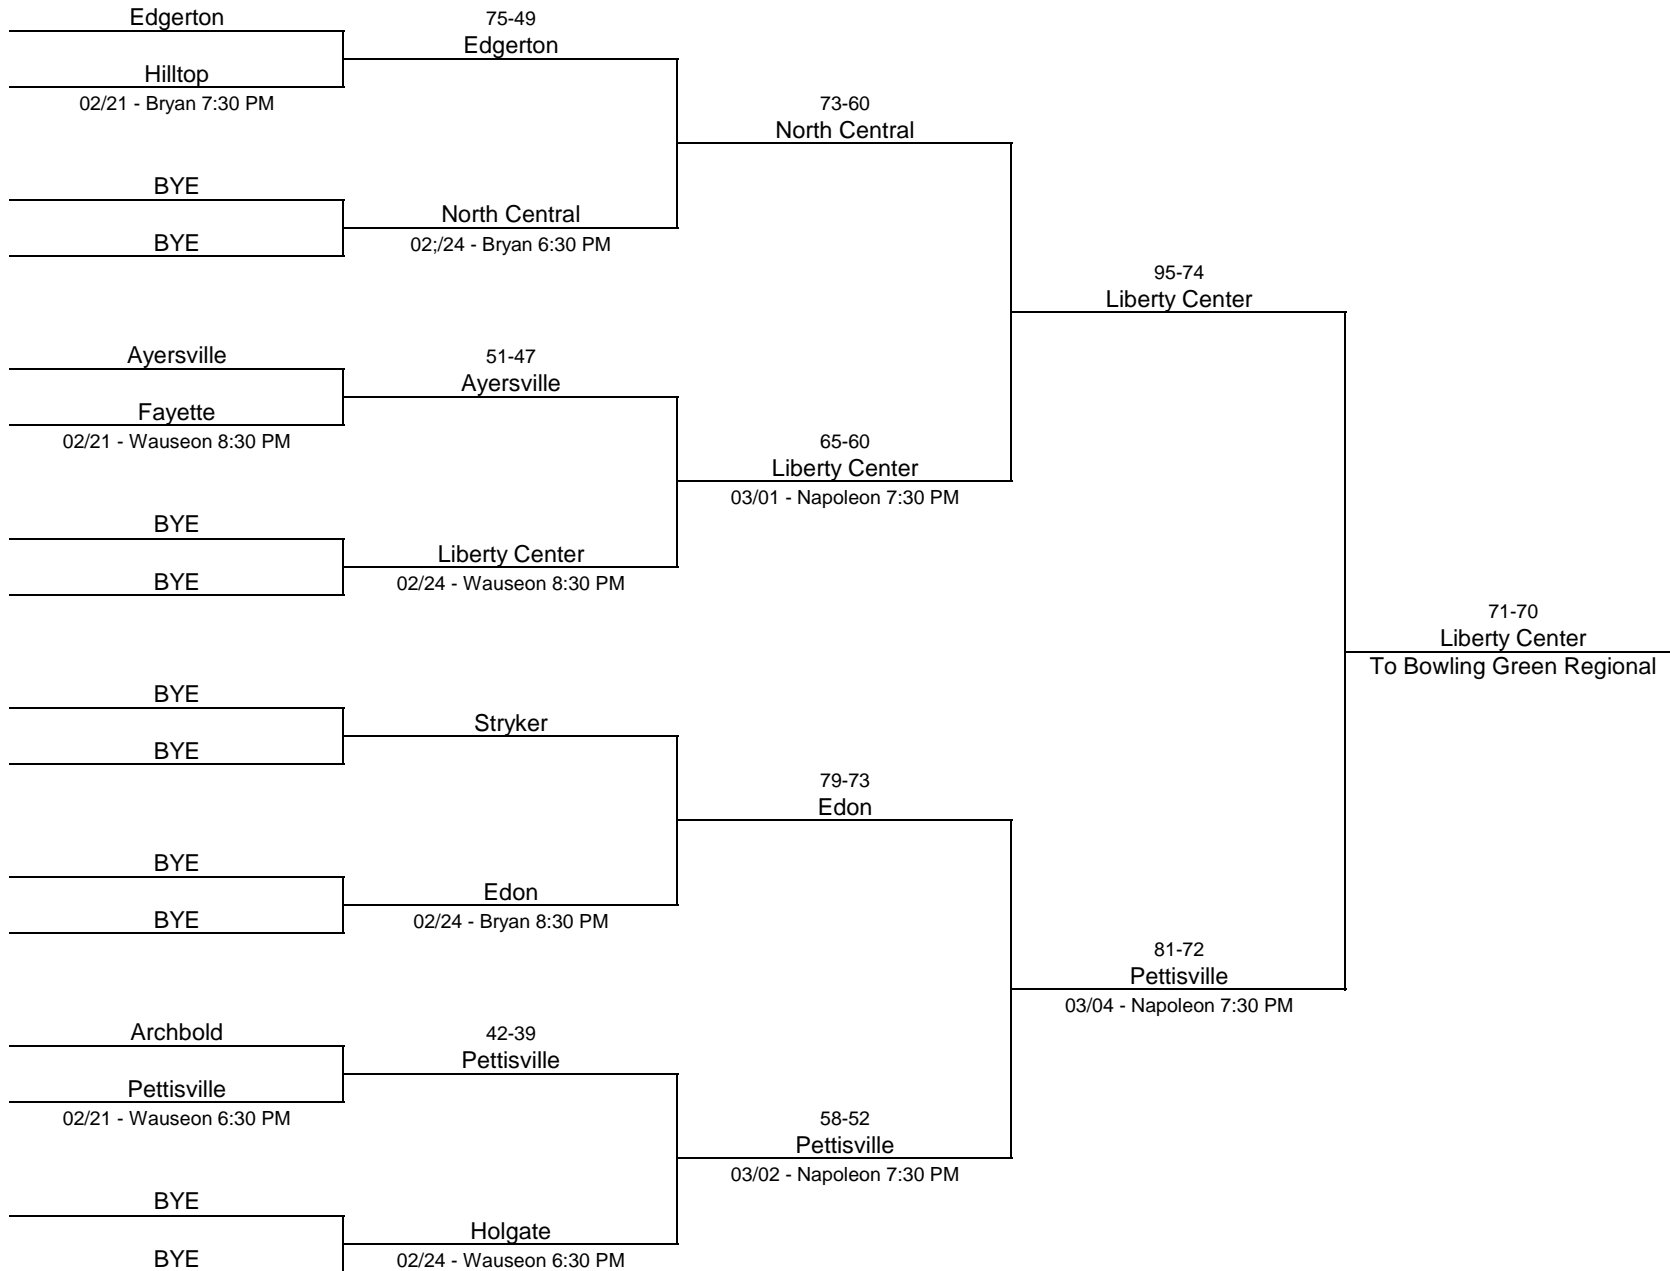 Edgerton
Hilltop
02/21 - Bryan 7:30 PM
BYE
BYE
Ayersville
Fayette
02/21 - Wauseon 8:30 PM
BYE
BYE
BYE
BYE
BYE
BYE
Archbold
Pettisville
02/21 - Wauseon 6:30 PM
BYE
BYE
75-49
Edgerton
North Central
02;/24 - Bryan 6:30 PM
51-47
Ayersville
Liberty Center
02/24 - Wauseon 8:30 PM
Stryker
Edon
02/24 - Bryan 8:30 PM
42-39
Pettisville
Holgate
02/24 - Wauseon 6:30 PM
73-60
North Central
65-60
Liberty Center
03/01 - Napoleon 7:30 PM
79-73
Edon
58-52
Pettisville
03/02 - Napoleon 7:30 PM
95-74
Liberty Center
81-72
Pettisville
03/04 - Napoleon 7:30 PM
71-70
Liberty Center
To Bowling Green Regional